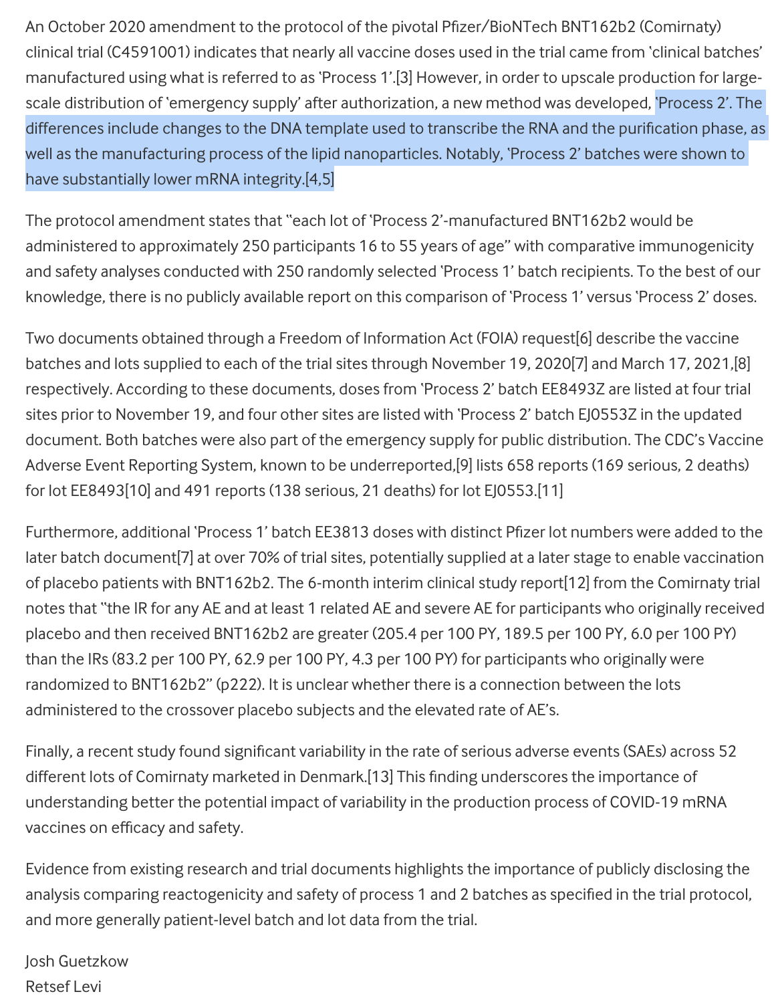 An October 2020 amendment to the protocol of the pivotal Pfizer/BioNTech BNT162b2 (Comirnaty)
clinical trial (C4591001) indicates that nearly all vaccine doses used in the trial came from ‛clinical batches’
manufactured using what is referred to as ‛Process 1’.[3] However, in order to upscale production for large-
scale distribution of ‛emergency supply’ after authorization, a new method was developed, ‛Process 2’. The
differences include changes to the DNA template used to transcribe the RNA and the purification phase, as
well as the manufacturing process of the lipid nanoparticles. Notably, ‛Process 2’ batches were shown to
have substantially lower mRNA integrity.[4,5]
The protocol amendment states that “each lot of ‛Process 2’-manufactured BNT162b2 would be
administered to approximately 250 participants 16 to 55 years of age” with comparative immunogenicity
and safety analyses conducted with 250 randomly selected ‛Process 1’ batch recipients. To the best of our
knowledge, there is no publicly available report on this comparison of ‛Process 1’ versus ‛Process 2’ doses.
Two documents obtained through a Freedom of Information Act (FOIA) request[6] describe the vaccine
batches and lots supplied to each of the trial sites through November 19, 2020[7] and March 17, 2021,[8]
respectively. According to these documents, doses from ‛Process 2’ batch EE8493Z are listed at four trial
sites prior to November 19, and four other sites are listed with ‛Process 2’ batch EJ0553Z in the updated
document. Both batches were also part of the emergency supply for public distribution. The CDC’s Vaccine
Adverse Event Reporting System, known to be underreported,[9] lists 658 reports (169 serious, 2 deaths)
for lot EE8493[10] and 491 reports (138 serious, 21 deaths) for lot EJ0553.[11]
Furthermore, additional ‛Process 1’ batch EE3813 doses with distinct Pfizer lot numbers were added to the
later batch document[7] at over 70% of trial sites, potentially supplied at a later stage to enable vaccination
of placebo patients with BNT162b2. The 6-month interim clinical study report[12] from the Comirnaty trial
notes that “the IR for any AE and at least 1 related AE and severe AE for participants who originally received
placebo and then received BNT162b2 are greater (205.4 per 100 PY, 189.5 per 100 PY, 6.0 per 100 PY)
than the IRs (83.2 per 100 PY, 62.9 per 100 PY, 4.3 per 100 PY) for participants who originally were
randomized to BNT162b2” (p222). It is unclear whether there is a connection between the lots
administered to the crossover placebo subjects and the elevated rate of AE’s.
Finally, a recent study found significant variability in the rate of serious adverse events (SAEs) across 52
different lots of Comirnaty marketed in Denmark.[13] This finding underscores the importance of
understanding better the potential impact of variability in the production process of COVID-19 mRNA
vaccines on efficacy and safety.
Evidence from existing research and trial documents highlights the importance of publicly disclosing the
analysis comparing reactogenicity and safety of process 1 and 2 batches as specified in the trial protocol,
and more generally patient-level batch and lot data from the trial.
Josh Guetzkow
Retsef Levi